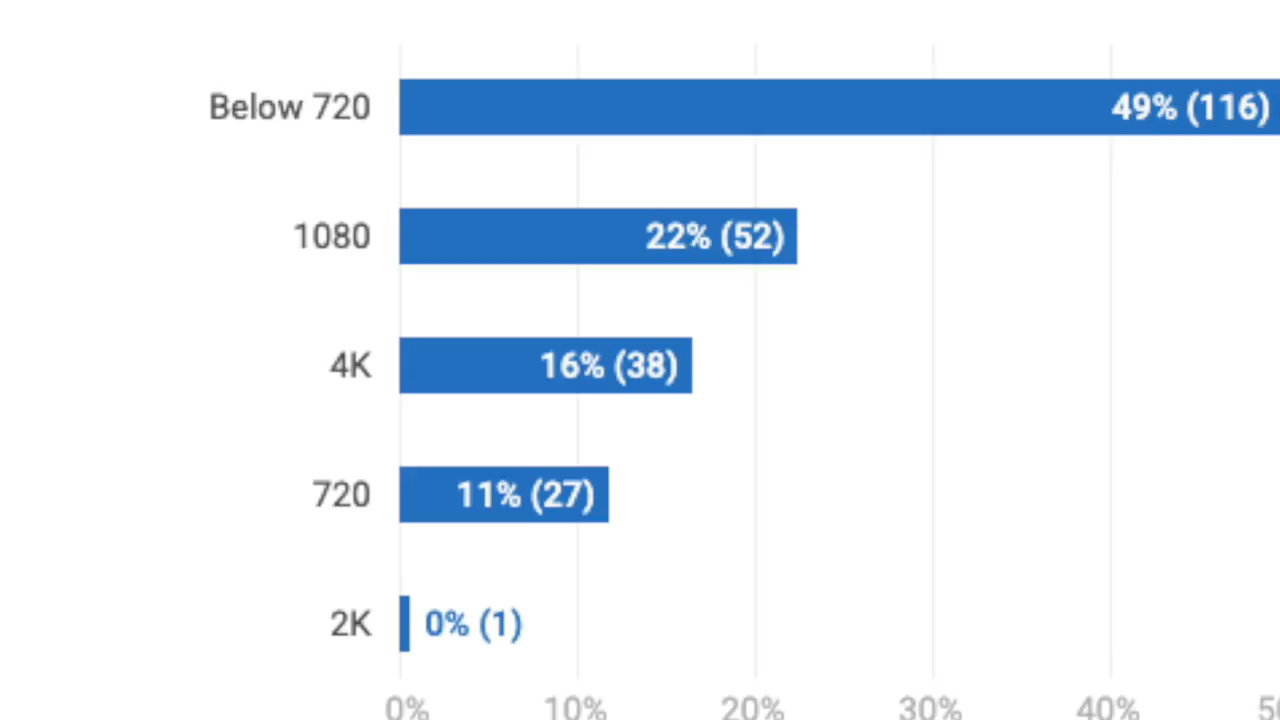 Below 720 49% (116)
1080 22% (52)
4K 16% (38)
720 11% (27)
2K 0% (1)
0% 10% 20% 30% 40%